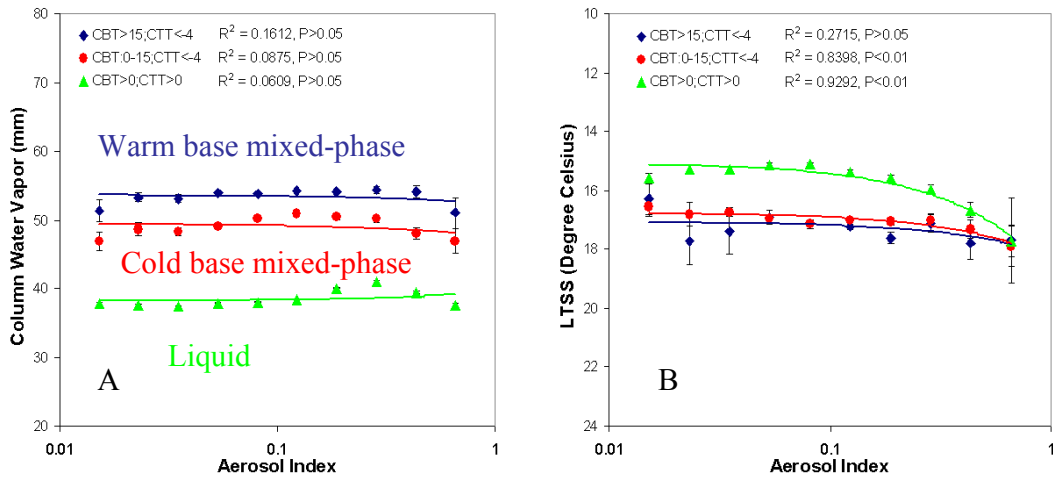 80
70
60
50
40
30
20
Column Water Vapor (mm)
CBT>15;CTT<-4 R² = 0.1612, P>0.05
CBT:0-15;CTT<-4 R² = 0.0875, P>0.05
CBT>0;CTT>0 R² = 0.0609, P>0.05
Warm base mixed-phase
Cold base mixed-phase
Liquid
A
0.01 0.1 1
Aerosol Index
10
12
14
16
18
20
22
24
LTSS (Degree Celsius)
CBT>15;CTT<-4 R² = 0.2715, P>0.05
CBT:0-15;CTT<-4 R² = 0.8398, P<0.01
CBT>0;CTT>0 R² = 0.9292, P<0.01
B
0.01 0.1 1
Aerosol Index